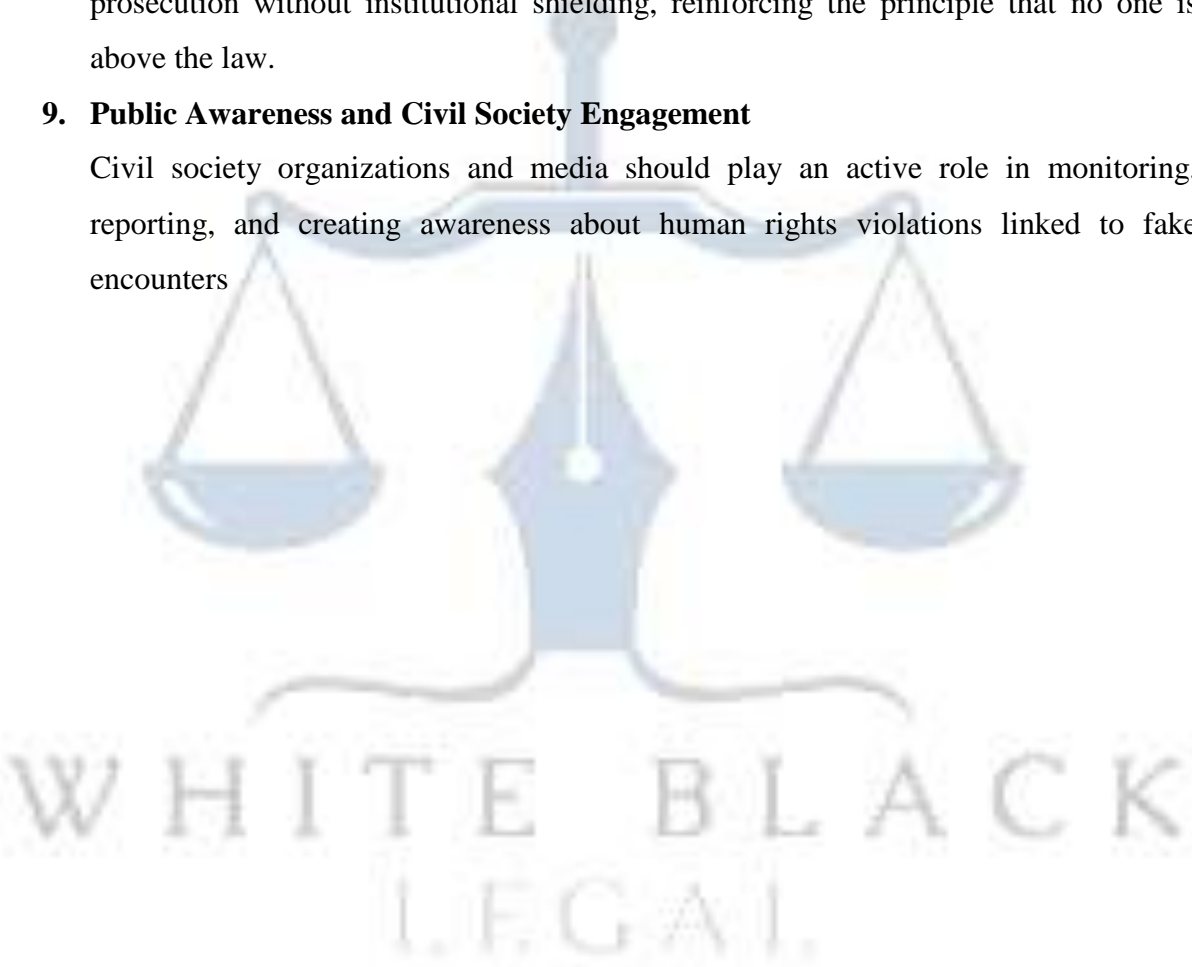 prosecution without institutional shielding, reinforcing the principle that no one is
above the law.
9. Public Awareness and Civil Society Engagement
Civil society organizations and media should play an active role in monitoring,
reporting, and creating awareness about human rights violations linked to fake
encounters
WHITE BLACK
LEGAL